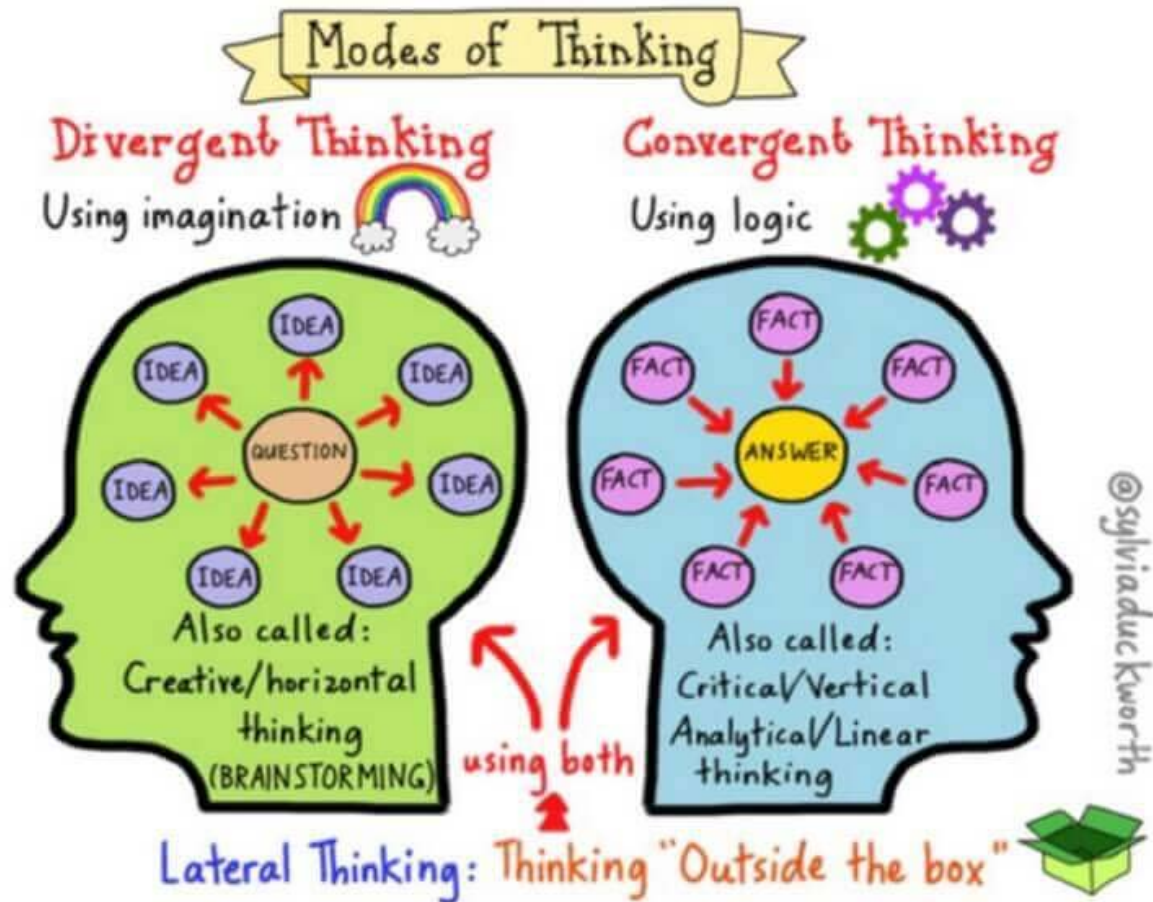 Modes of Thinking
Divergent Thinking
Using imagination
IDEA
IDEA
IDEA
QUESTION
IDEA
IDEA
IDEA
IDEA
Also called:
Creative/horizontal
thinking
(BRAINSTORMING)
Convergent Thinking
Using logic
FACT
FACT
FACT
ANSWER
FACT
FACT
FACT
FACT
Also called:
Critical/Vertical
Analytical/Linear
thinking
using both
Lateral Thinking: Thinking "Outside the box"
@sylviaduckworth